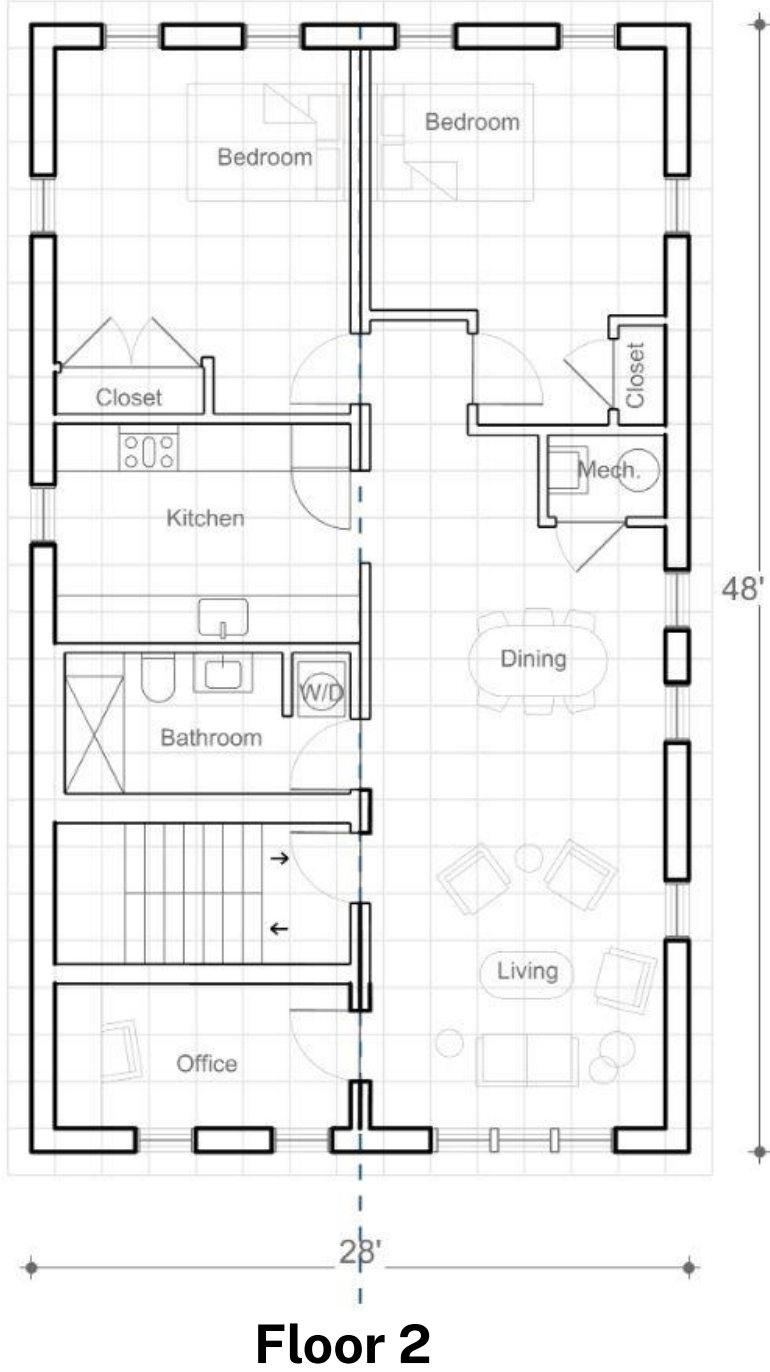 Bedroom
Bedroom
Closet
Closet
Mech.
Kitchen
48'
Dining
W/D
Bathroom
Living
Office
28'
Floor 2